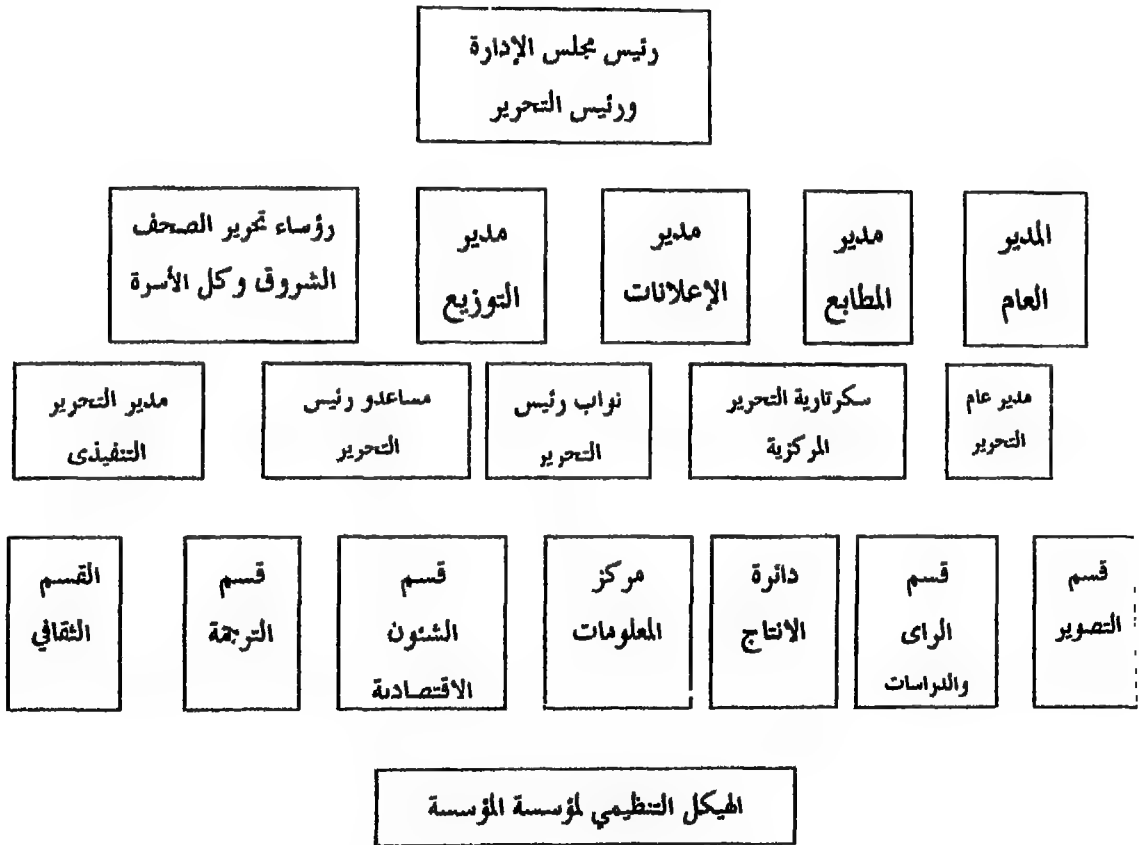 رئيس مجلس الإدارة
ورئيس التحرير
المدير
العام
مدير
المطابع
مدير
الإعلانات
مدير
التوزيع
رؤساء تحرير الصحف
الشروق وكل الأسرة
مدير عام
التحرير
سكرتارية التحرير
المركزية
نواب رئيس
التحرير
مساعدو رئيس
التحرير
مدير التحرير
التنفيذى
قسم
التصوير
قسم
الراى
والدراسات
دائرة
الانتاج
مركز
المعلومات
قسم
الشئون
الاقتصادية
قسم
الترجمة
القسم
الثقافي
الهيكل التنظيمي لمؤسسة المؤسسة